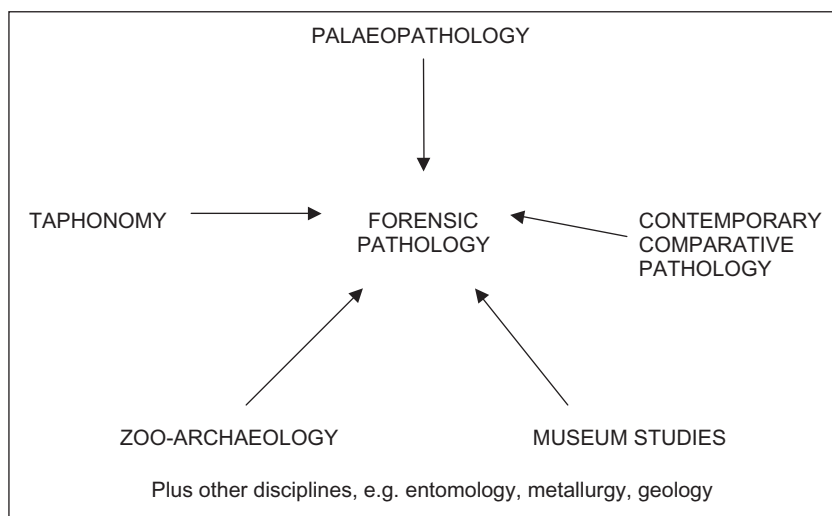 PALAEOPATHOLOGY
TAPHONOMY
FORENSIC
PATHOLOGY
CONTEMPORARY
COMPARATIVE
PATHOLOGY
ZOO-ARCHAEOLOGY
MUSEUM STUDIES
Plus other disciplines, e.g. entomology, metallurgy, geology